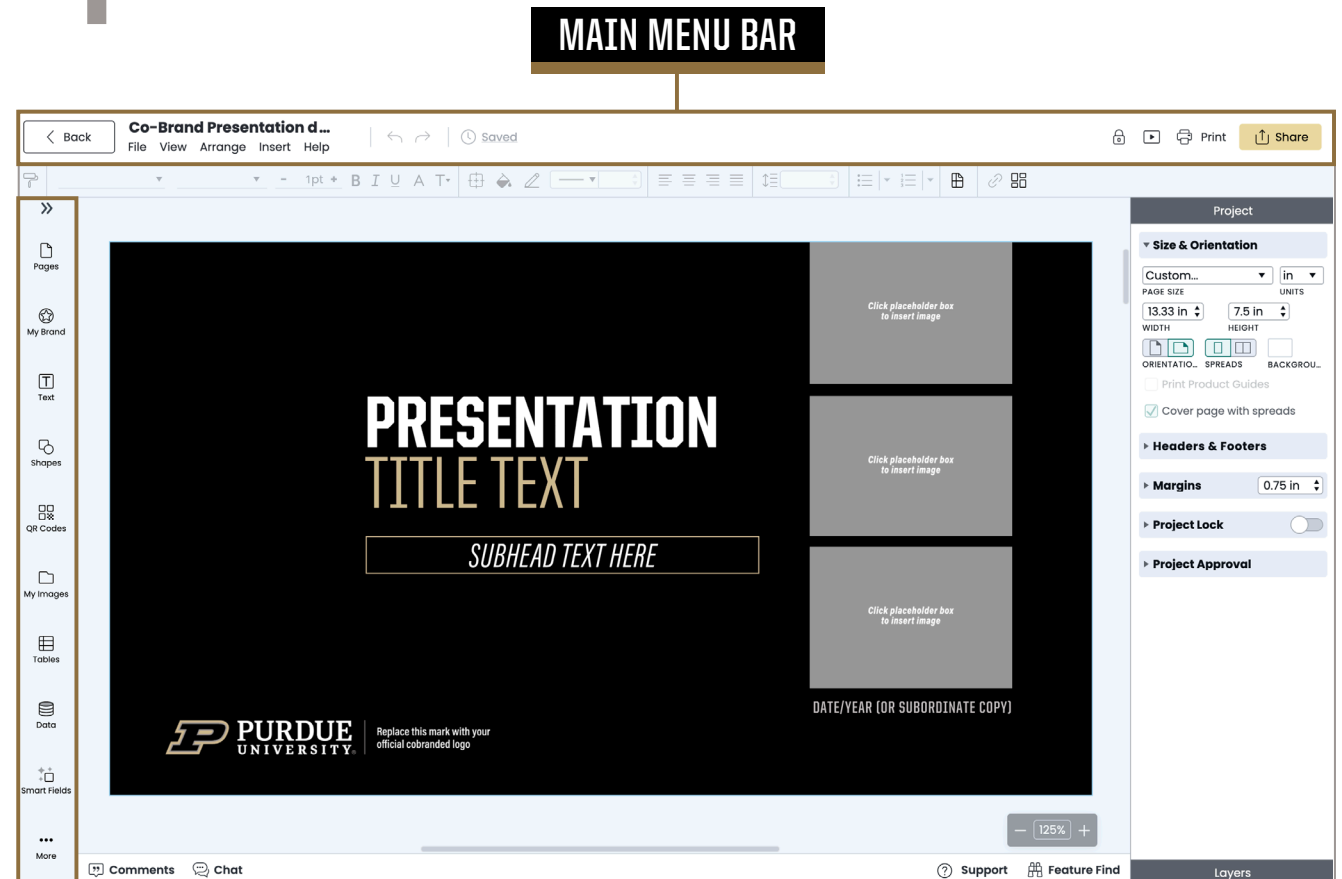 MAIN MENU BAR
Back
Co-Brand Presentation d...
File View Arrange Insert Help
Saved
Print
Share
1pt
B I U A T
Project
Size & Orientation
Custom...
in
PAGE SIZE
UNITS
13.33 in
7.5 in
WIDTH
HEIGHT
ORIENTATIO...
SPREADS
BACKGROU...
Print Product Guides
Cover page with spreads
Headers & Footers
Margins
0.75 in
Project Lock
Project Approval
Layers
Pages
My Brand
T
Text
Shapes
QR Codes
My Images
Tables
Data
Smart Fields
More
Click placeholder box
to insert image
Click placeholder box
to insert image
Click placeholder box
to insert image
PRESENTATION
TITLE TEXT
SUBHEAD TEXT HERE
DATE/YEAR (OR SUBORDINATE COPY)
P
PURDUE
UNIVERSITY®
Replace this mark with your
official cobranded logo
125%
Comments
Chat
Support
Feature Find